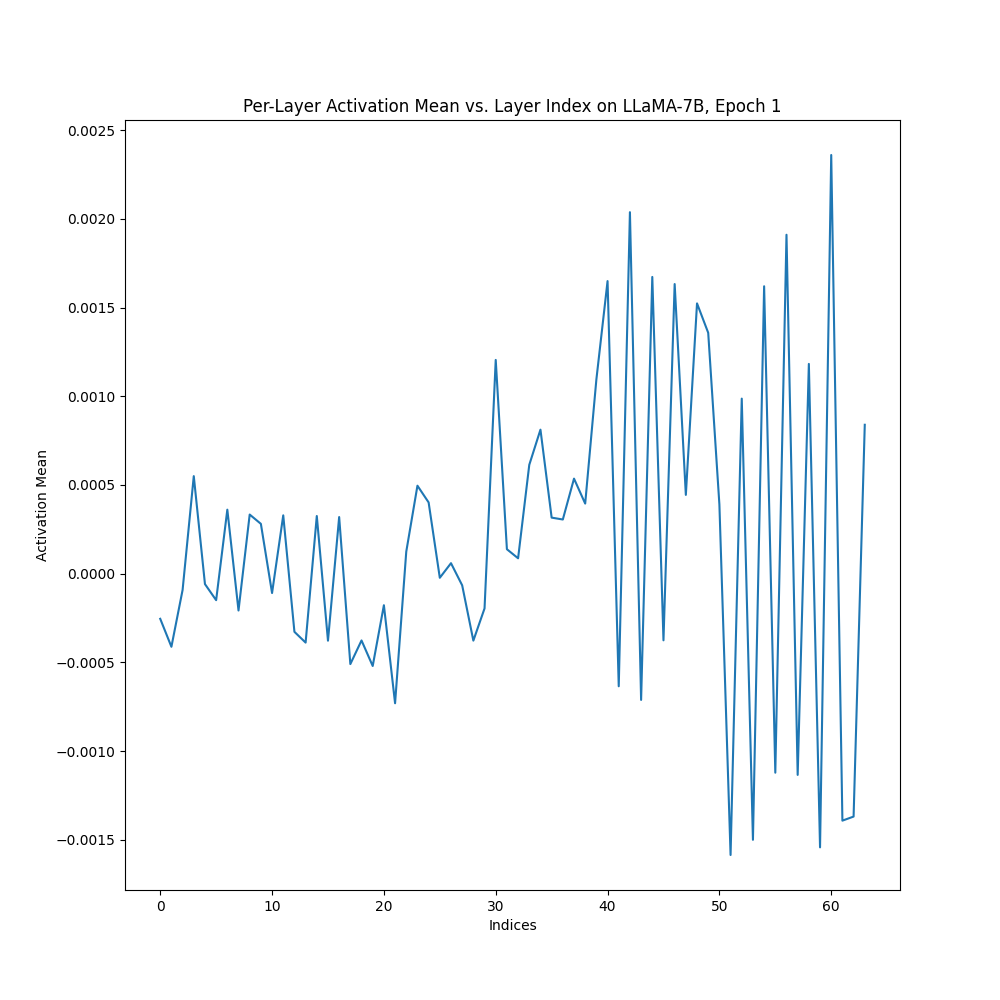 Per-Layer Activation Mean vs. Layer Index on LLaMA-7B, Epoch 1
Activation Mean
0.0025
0.0020
0.0015
0.0010
0.0005
0.0000
−0.0005
−0.0010
−0.0015
0 10 20 30 40 50 60
Indices